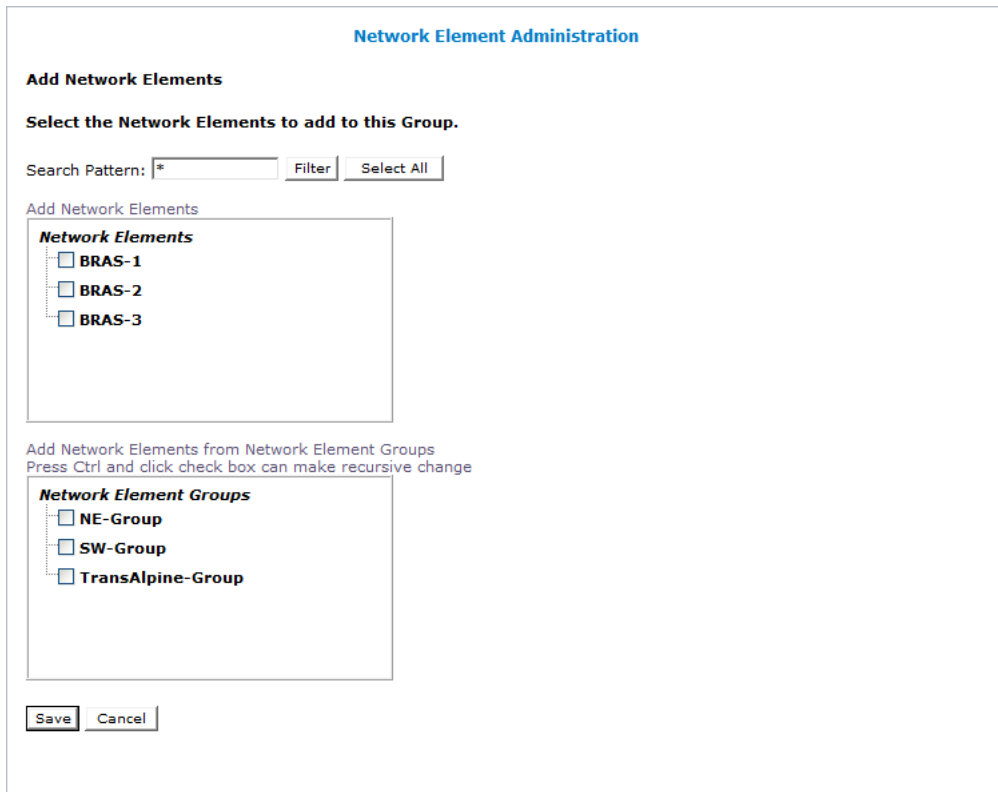 Network Element Administration
Add Network Elements
Select the Network Elements to add to this Group.
Search Pattern: * Filter Select All
Add Network Elements
Network Elements
BRAS-1
BRAS-2
BRAS-3
Add Network Elements from Network Element Groups
Press Ctrl and click check box can make recursive change
Network Element Groups
NE-Group
SW-Group
TransAlpine-Group
Save Cancel